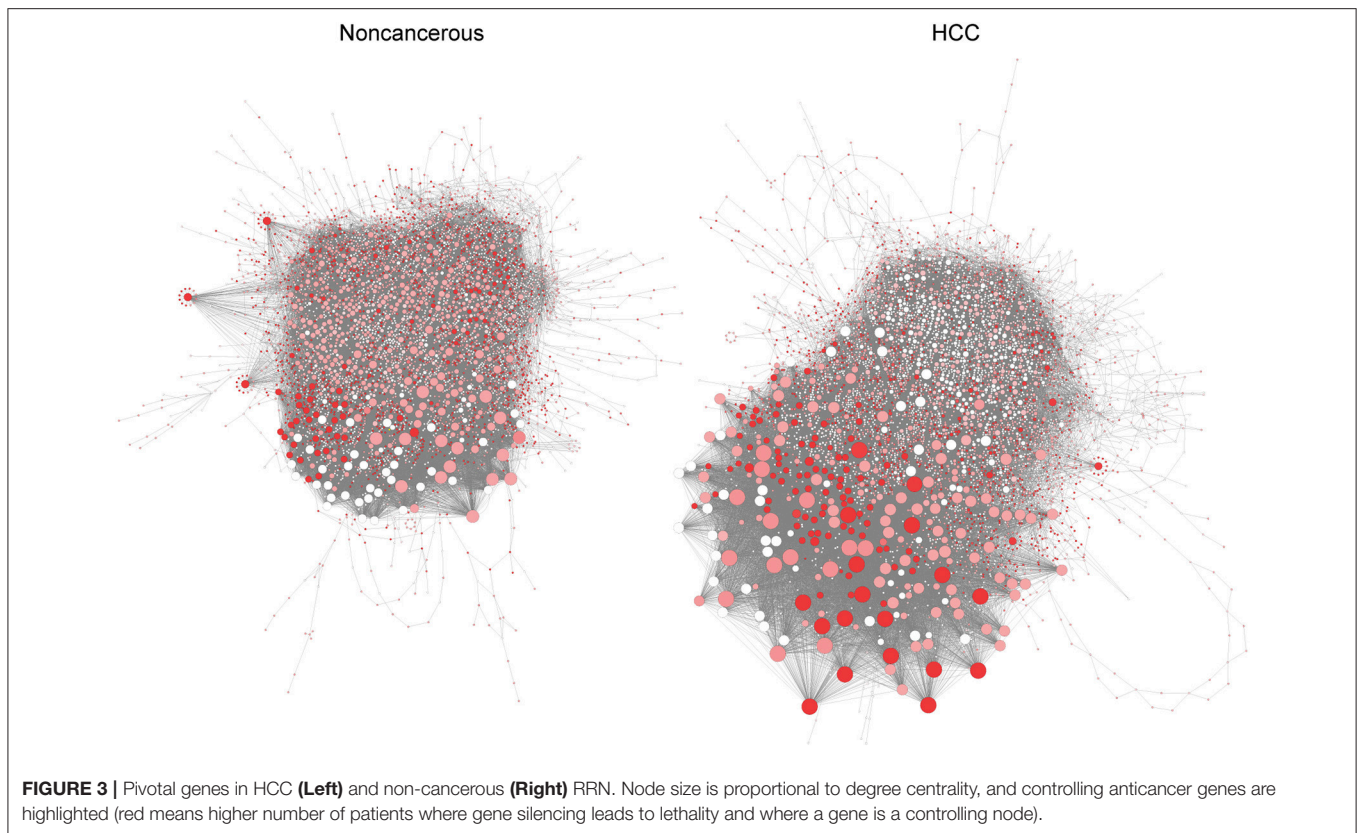 Noncancerous
HCC
FIGURE 3 | Pivotal genes in HCC (Left) and non-cancerous (Right) RRN. Node size is proportional to degree centrality, and controlling anticancer genes are
highlighted (red means higher number of patients where gene silencing leads to lethality and where a gene is a controlling node).